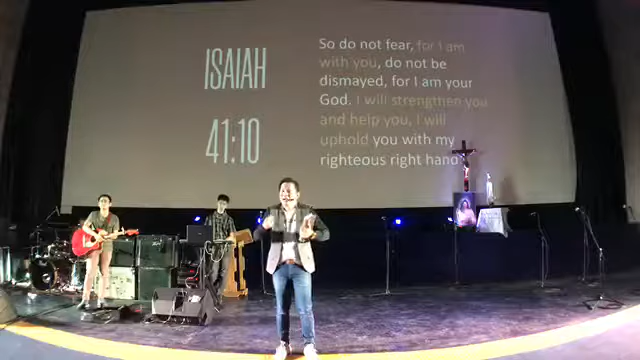 ISAIAH
41:10
So do not fear, for I am
with you, do not be
dismayed, for I am your
God. I will strengthen you
and help you, I will
uphold you with my
righteous right hand